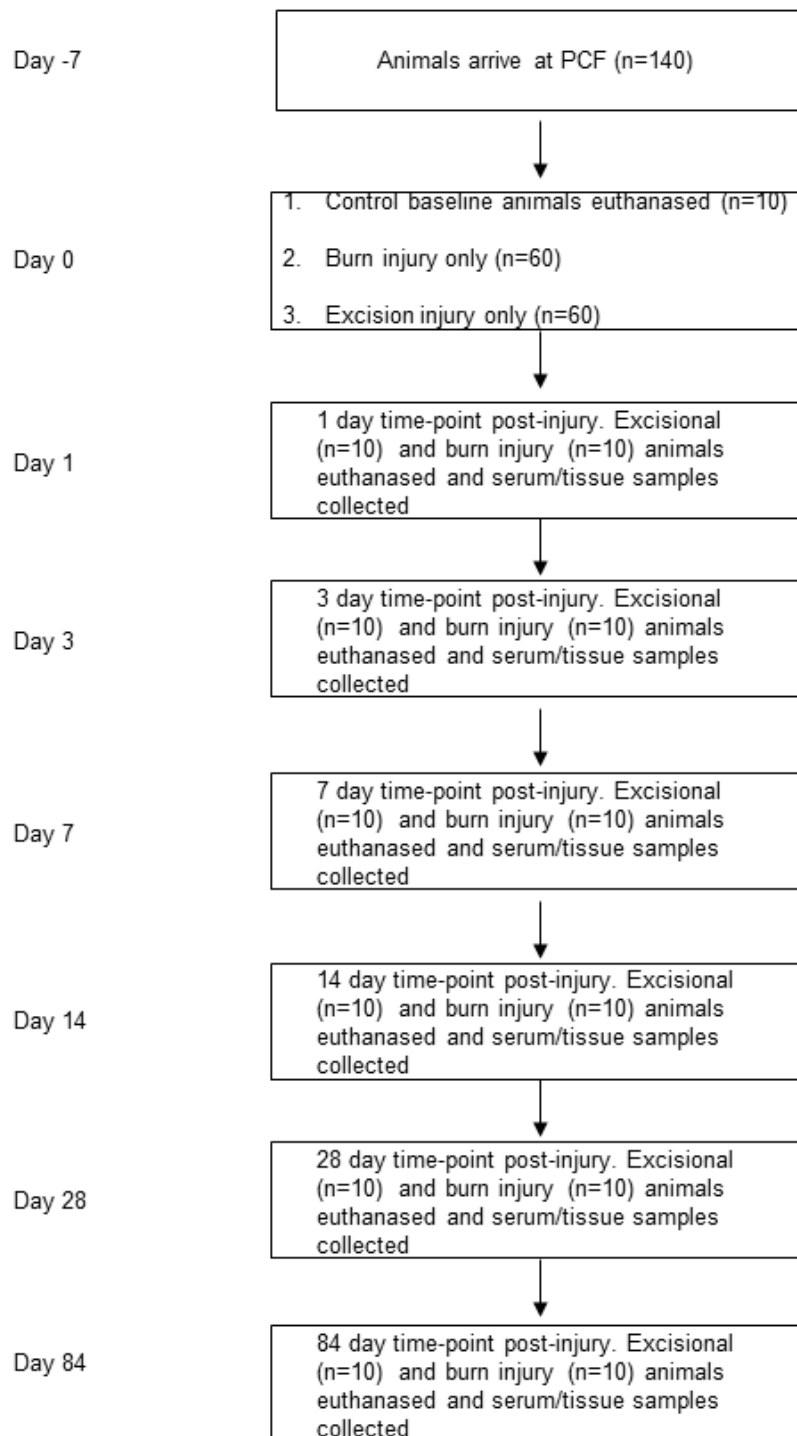 Day -7
Animals arrive at PCF (n=140)
Day 0
1. Control baseline animals euthanased (n=10)
2. Burn injury only (n=60)
3. Excision injury only (n=60)
Day 1
1 day time-point post-injury. Excisional
(n=10) and burn injury (n=10) animals
euthanased and serum/tissue samples
collected
Day 3
3 day time-point post-injury. Excisional
(n=10) and burn injury (n=10) animals
euthanased and serum/tissue samples
collected
Day 7
7 day time-point post-injury. Excisional
(n=10) and burn injury (n=10) animals
euthanased and serum/tissue samples
collected
Day 14
14 day time-point post-injury. Excisional
(n=10) and burn injury (n=10) animals
euthanased and serum/tissue samples
collected
Day 28
28 day time-point post-injury. Excisional
(n=10) and burn injury (n=10) animals
euthanased and serum/tissue samples
collected
Day 84
84 day time-point post-injury. Excisional
(n=10) and burn injury (n=10) animals
euthanased and serum/tissue samples
collected